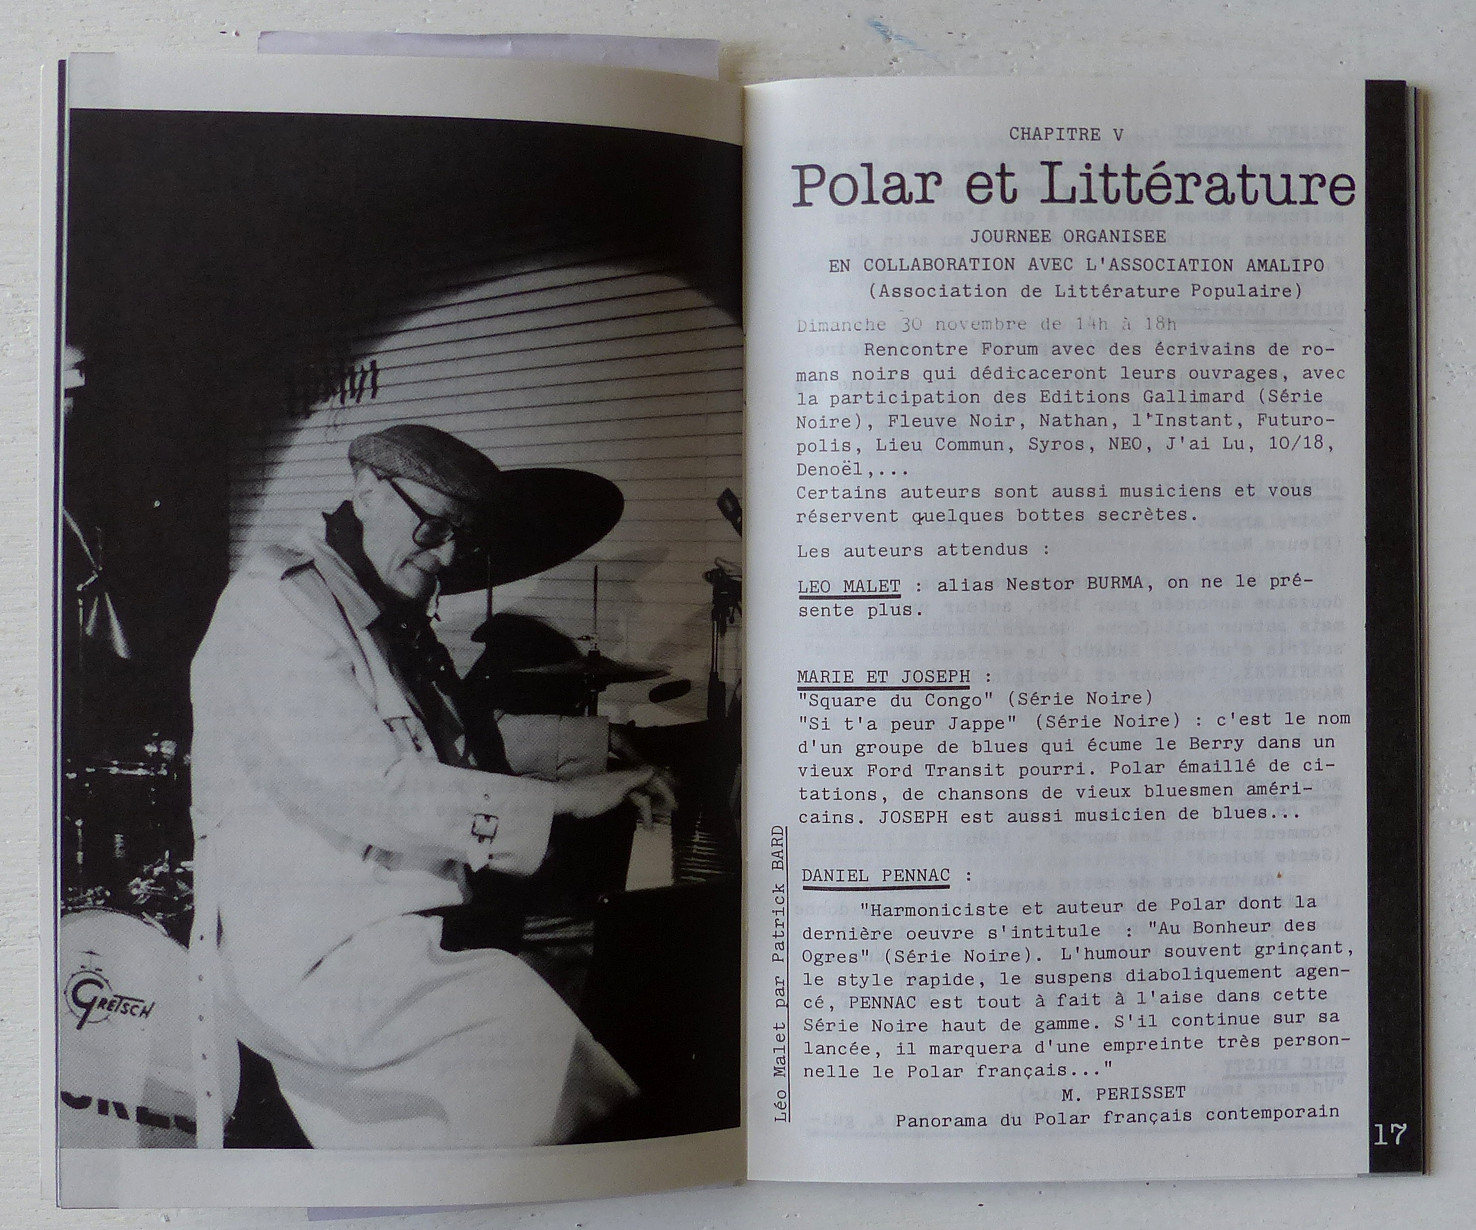 GRETSCH
Léo Malet par Patrick BARD
CHAPITRE V
Polar et Littérature
JOURNEE ORGANISEE
EN COLLABORATION AVEC L'ASSOCIATION AMALIPO
(Association de Littérature Populaire)
Dimanche 30 novembre de 14h à 18h
Rencontre Forum avec des écrivains de ro-
mans noirs qui dédicaceront leurs ouvrages, avec
la participation des Editions Gallimard (Série
Noire), Fleuve Noir, Nathan, l'Instant, Futuro-
polis, Lieu Commun, Syros, NEO, J'ai Lu, 10/18,
Denoël,...
Certains auteurs sont aussi musiciens et vous
réservent quelques bottes secrètes.
Les auteurs attendus :
LEO MALET : alias Nestor BURMA, on ne le pré-
sente plus.
MARIE ET JOSEPH :
"Square du Congo" (Série Noire)
"Si t'a peur Jappe" (Série Noire) : c'est le nom
d'un groupe de blues qui écume le Berry dans un
vieux Ford Transit pourri. Polar émaillé de ci-
tations, de chansons de vieux bluesmen améri-
cains. JOSEPH est aussi musicien de blues...
DANIEL PENNAC :
"Harmoniciste et auteur de Polar dont la
dernière oeuvre s'intitule : "Au Bonheur des
Ogres" (Série Noire). L'humour souvent grinçant,
le style rapide, le suspens diaboliquement agen-
cé, PENNAC est tout à fait à l'aise dans cette
Série Noire haut de gamme. S'il continue sur sa
lancée, il marquera d'une empreinte très person-
nelle le Polar français..."
M. PERISSET
Panorama du Polar français contemporain
17